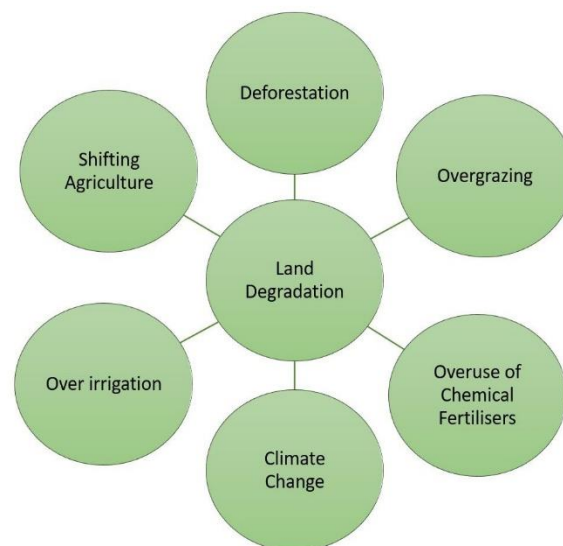 Deforestation
Shifting
Agriculture
Overgrazing
Land
Degradation
Over irrigation
Overuse of
Chemical
Fertilisers
Climate
Change